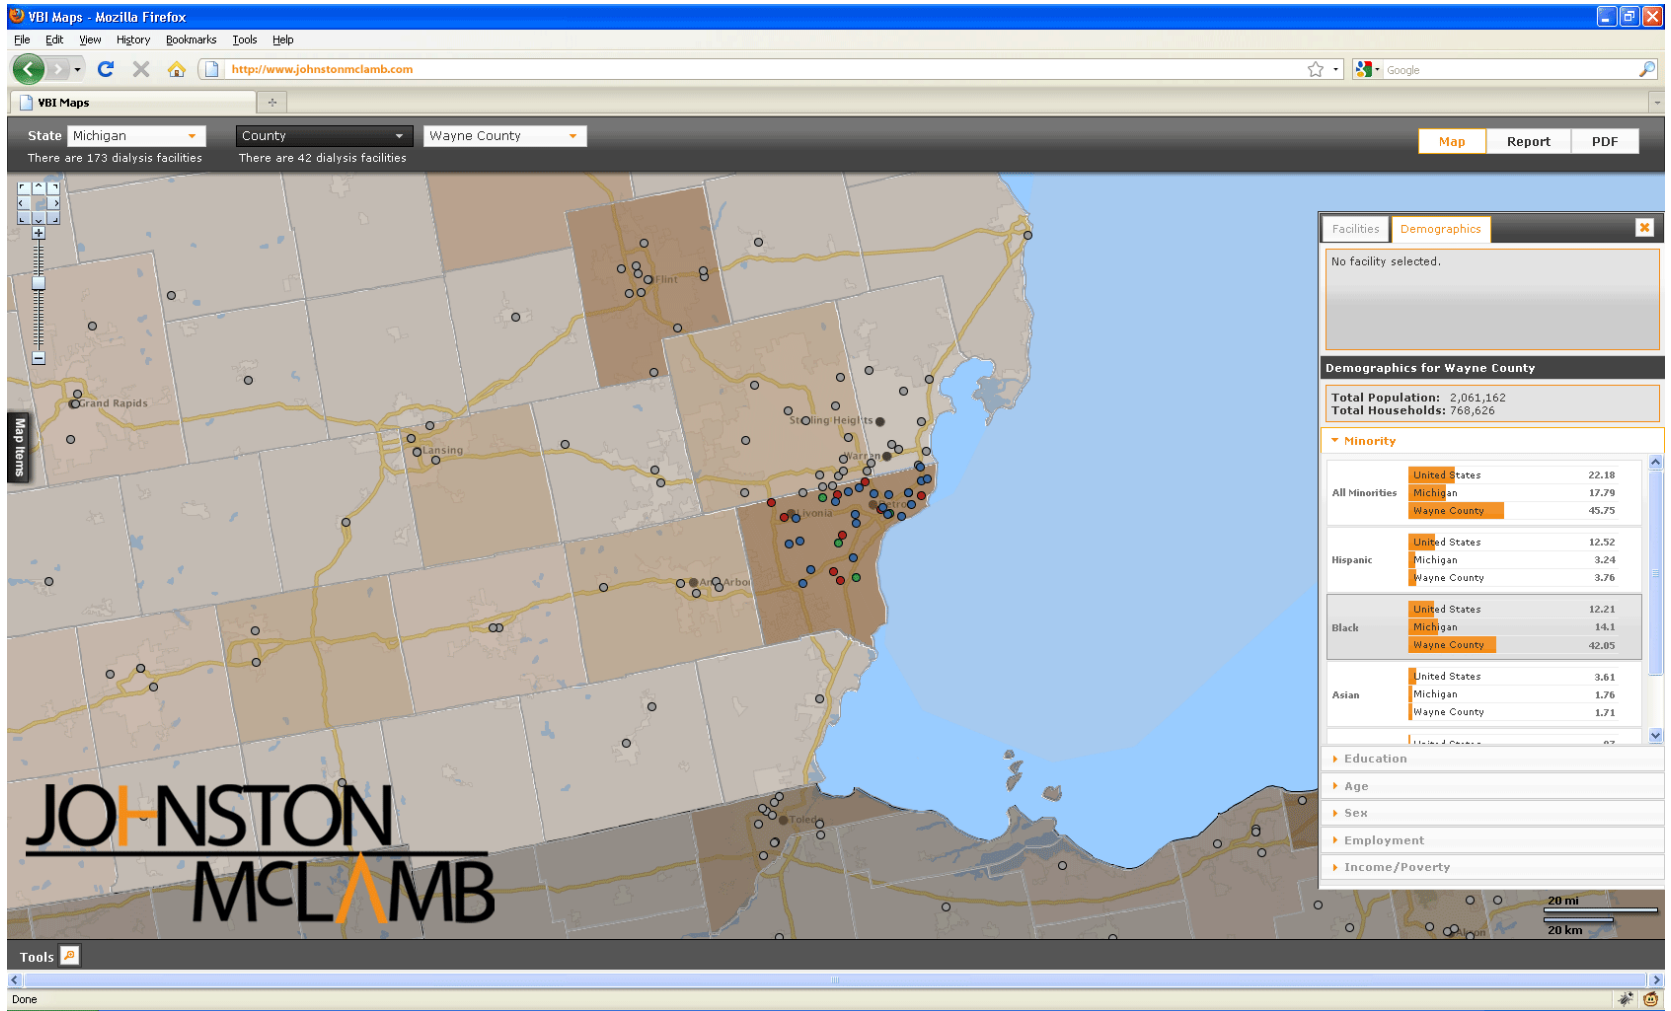 VBI Maps - Mozilla Firefox
File Edit View History Bookmarks Tools Help
http://www.johnstonmclamb.com
Google
VBI Maps
State Michigan County Wayne County
There are 173 dialysis facilities There are 42 dialysis facilities
Map Report PDF
Map Items
Flint
Grand Rapids
Lansing
Sterling Heights
Warren
Livonia
Detro
Ann Arbor
Toledo
Akron
JOHNSTON
McLAMB
Facilities Demographics
No facility selected.
Demographics for Wayne County
Total Population: 2,061,162
Total Households: 768,626
Minority
All Minorities
United States 22.18
Michigan 17.79
Wayne County 45.75
Hispanic
United States 12.52
Michigan 3.24
Wayne County 3.76
Black
United States 12.21
Michigan 14.1
Wayne County 42.05
Asian
United States 3.61
Michigan 1.76
Wayne County 1.71
Education
Age
Sex
Employment
Income/Poverty
20 mi
20 km
Tools
Done